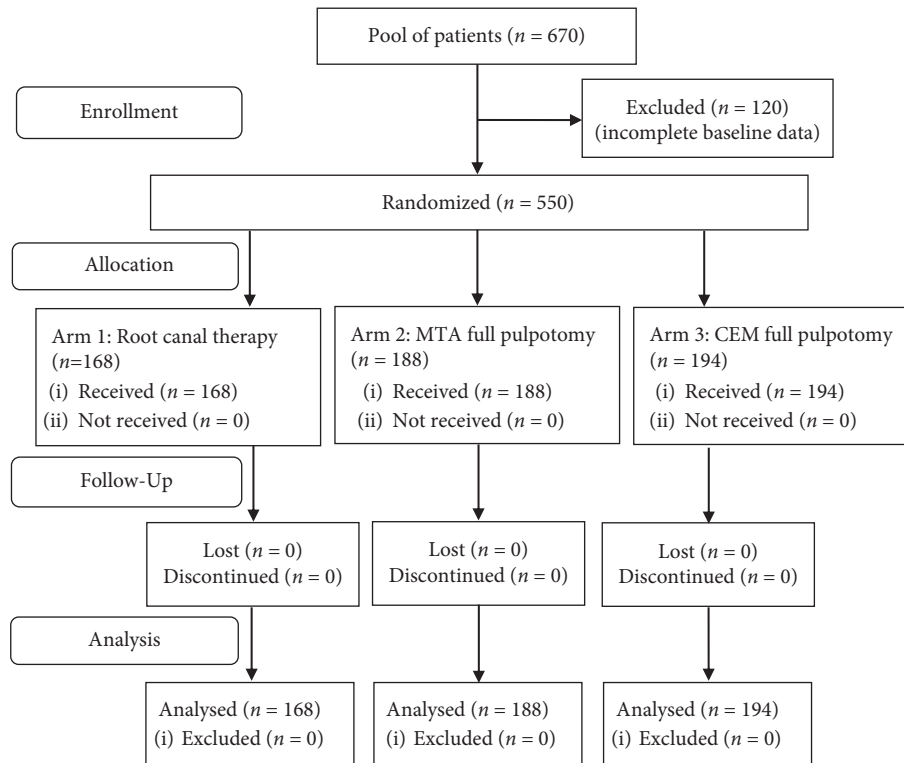 Pool of patients (n = 670)
Enrollment
Excluded (n = 120)
(incomplete baseline data)
Randomized (n = 550)
Allocation
Arm 1: Root canal therapy
(n=168)
(i) Received (n = 168)
(ii) Not received (n = 0)
Arm 2: MTA full pulpotomy
(n = 188)
(i) Received (n = 188)
(ii) Not received (n = 0)
Arm 3: CEM full pulpotomy
(n = 194)
(i) Received (n = 194)
(ii) Not received (n = 0)
Follow-Up
Lost (n = 0)
Discontinued (n = 0)
Lost (n = 0)
Discontinued (n = 0)
Lost (n = 0)
Discontinued (n = 0)
Analysis
Analysed (n = 168)
(i) Excluded (n = 0)
Analysed (n = 188)
(i) Excluded (n = 0)
Analysed (n = 194)
(i) Excluded (n = 0)